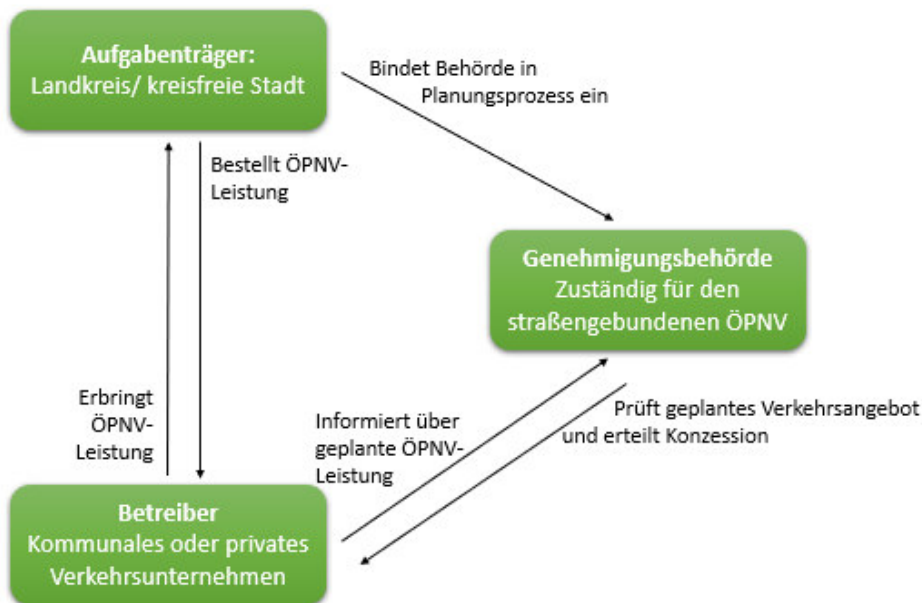 Aufgabenträger:
Landkreis/ kreisfreie Stadt
Bindet Behörde in
Planungsprozess ein
Bestellt ÖPNV-
Leistung
Genehmigungsbehörde
Zuständig für den
straßengebundenen ÖPNV
Erbringt
ÖPNV-
Leistung
Informiert über
geplante ÖPNV-
Leistung
Prüft geplantes Verkehrsangebot
und erteilt Konzession
Betreiber
Kommunales oder privates
Verkehrsunternehmen